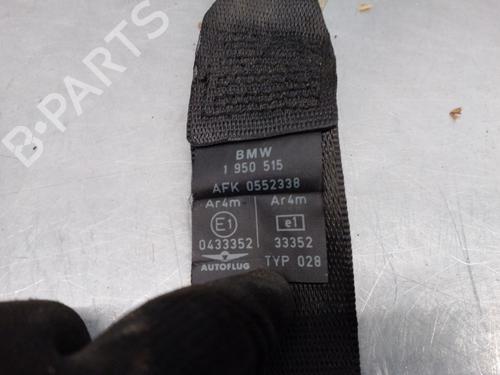 B-PARTS
BMW
1 950 515
AFK 0552338
Ar4m Ar4m
E1 e1
0433352 33352
AUTOFLUG TYP 028